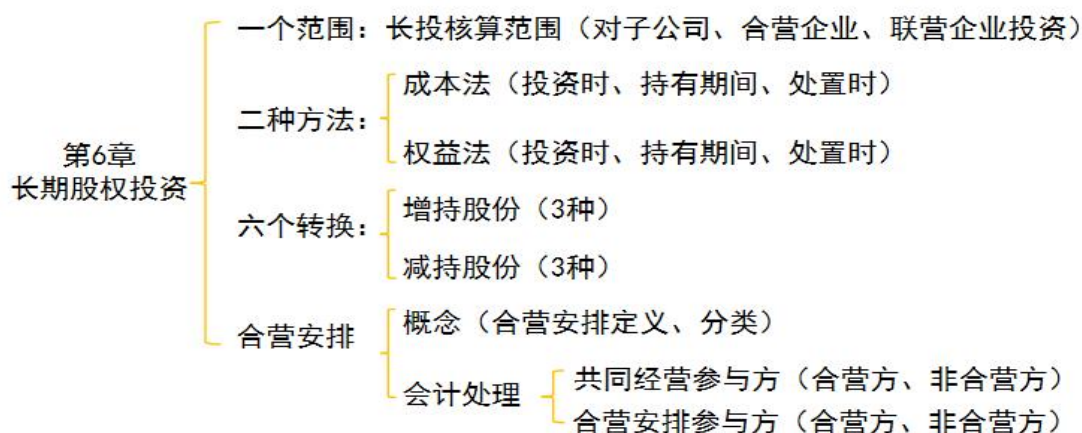 第6章
长期股权投资
一个范围：长投核算范围（对子公司、合营企业、联营企业投资）
二种方法：
成本法（投资时、持有期间、处置时）
权益法（投资时、持有期间、处置时）
六个转换：
增持股份（3种）
减持股份（3种）
合营安排
概念（合营安排定义、分类）
会计处理
共同经营参与方（合营方、非合营方）
合营安排参与方（合营方、非合营方）